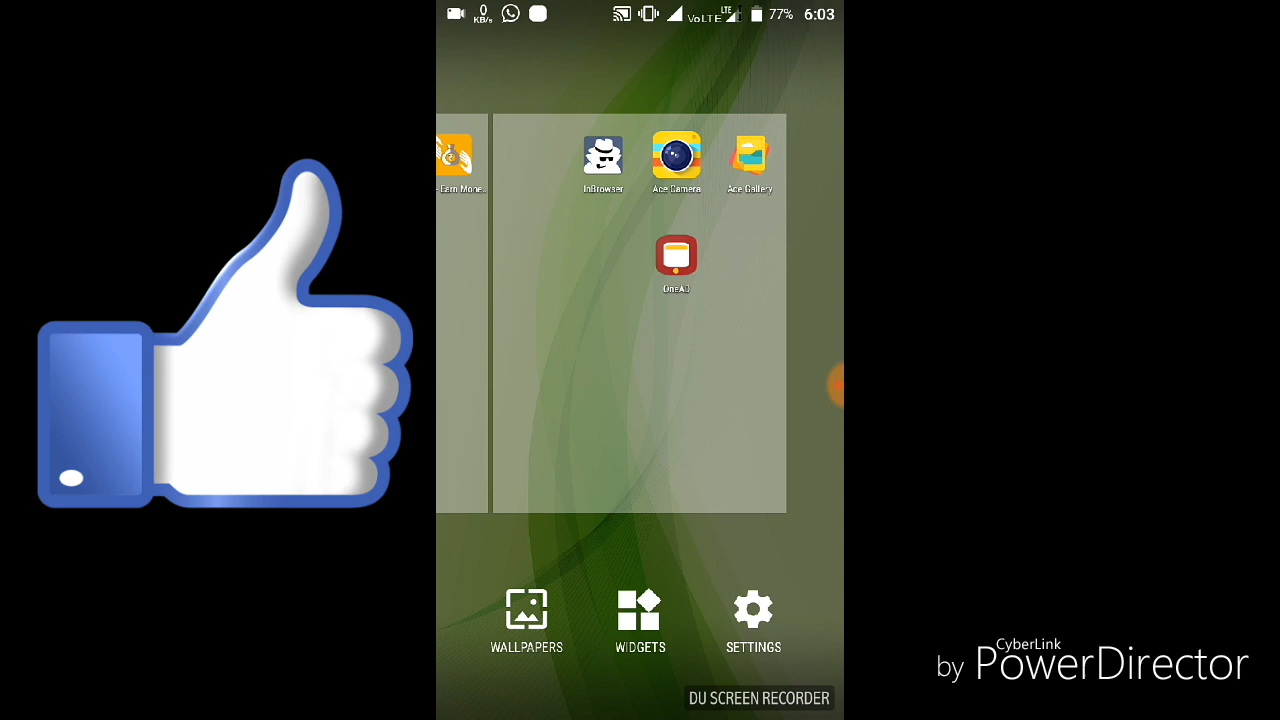 0
KB/s
VoLTE
LTE
77%
6:03
- Earn Mone..
InBrowser
Ace Camera
Ace Gallery
OneAD
WALLPAPERS
WIDGETS
SETTINGS
DU SCREEN RECORDER
CyberLink
by PowerDirector